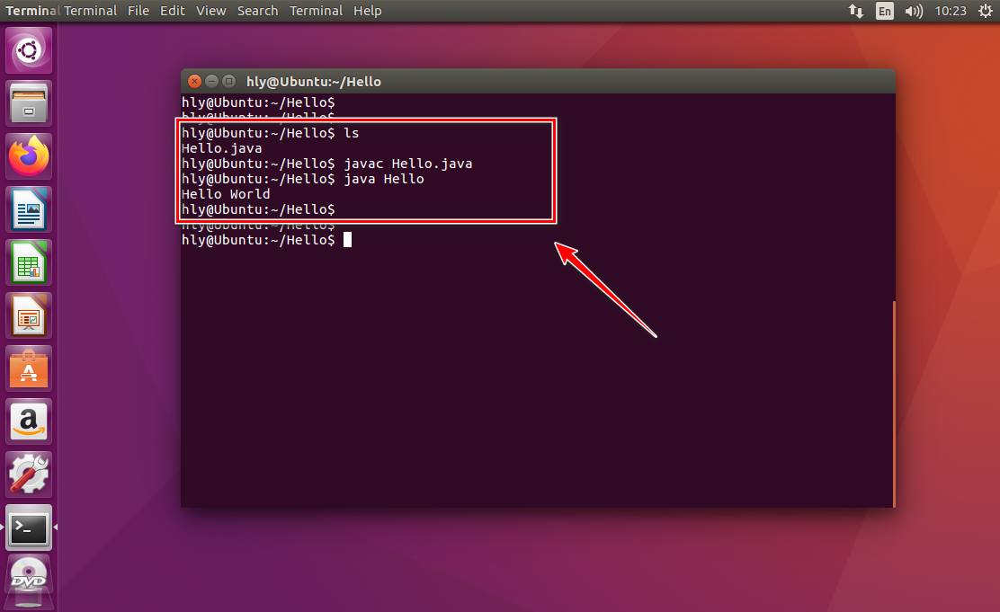 Terminal Terminal File Edit View Search Terminal Help En 10:23
hly@Ubuntu:~/Hello
hly@Ubuntu:~/Hello$
hly@Ubuntu:~/Hello$
hly@Ubuntu:~/Hello$ ls
Hello.java
hly@Ubuntu:~/Hello$ javac Hello.java
hly@Ubuntu:~/Hello$ java Hello
Hello World
hly@Ubuntu:~/Hello$
hly@Ubuntu:~/Hello$
hly@Ubuntu:~/Hello$
A
a
>_
DVD